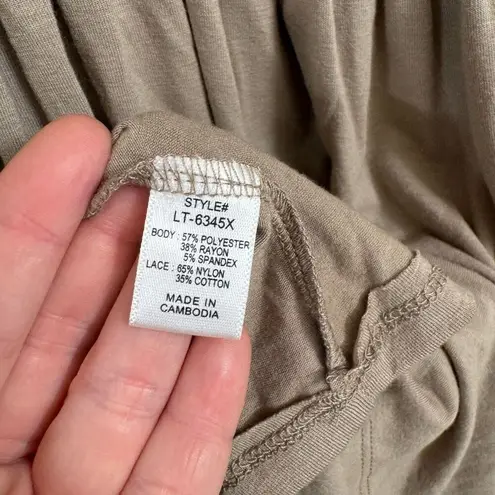 STYLE#
LT-6345X
BODY : 57% POLYESTER
38% RAYON
5% SPANDEX
LACE : 65% NYLON
35% COTTON
MADE IN
CAMBODIA